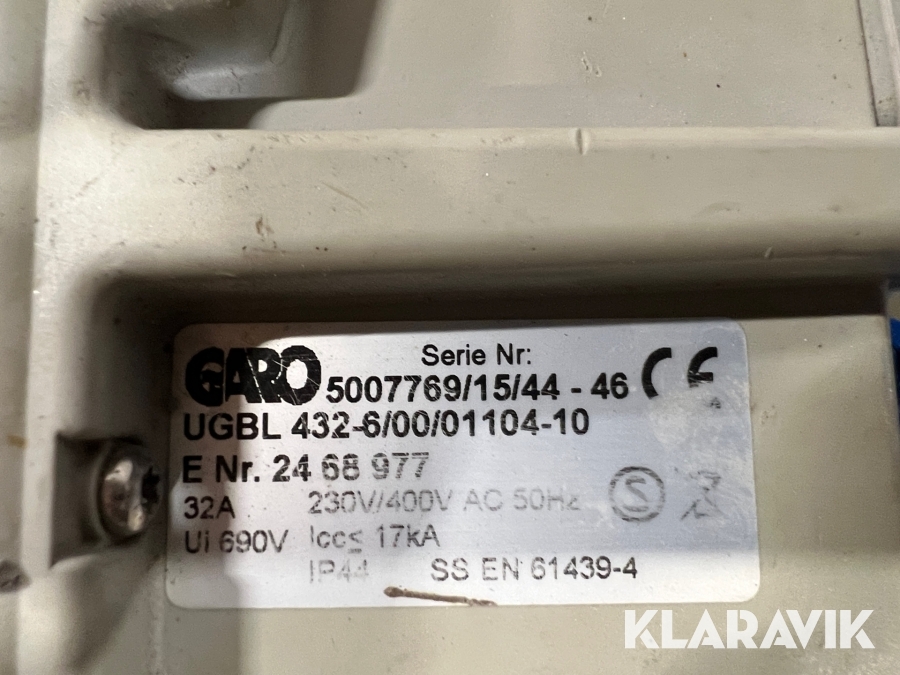 GARO
Serie Nr:
5007769/15/44 - 46
CE
UGBL 432-6/00/01104-10
E Nr. 24 68 977
32A 230V/400V AC 50Hz
S
Ui 690V Icc≤ 17kA
IP44 SS EN 61439-4
KLARAVIK